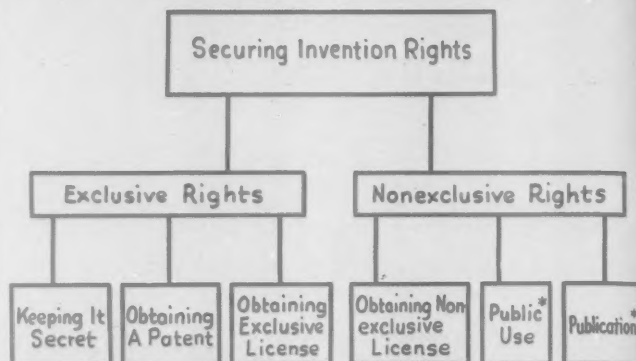 Securing Invention Rights
Exclusive Rights
Nonexclusive Rights
Keeping It
Secret
Obtaining
A Patent
Obtaining
Exclusive
License
Obtaining Non-
exclusive
License
Public*
Use
Publication*